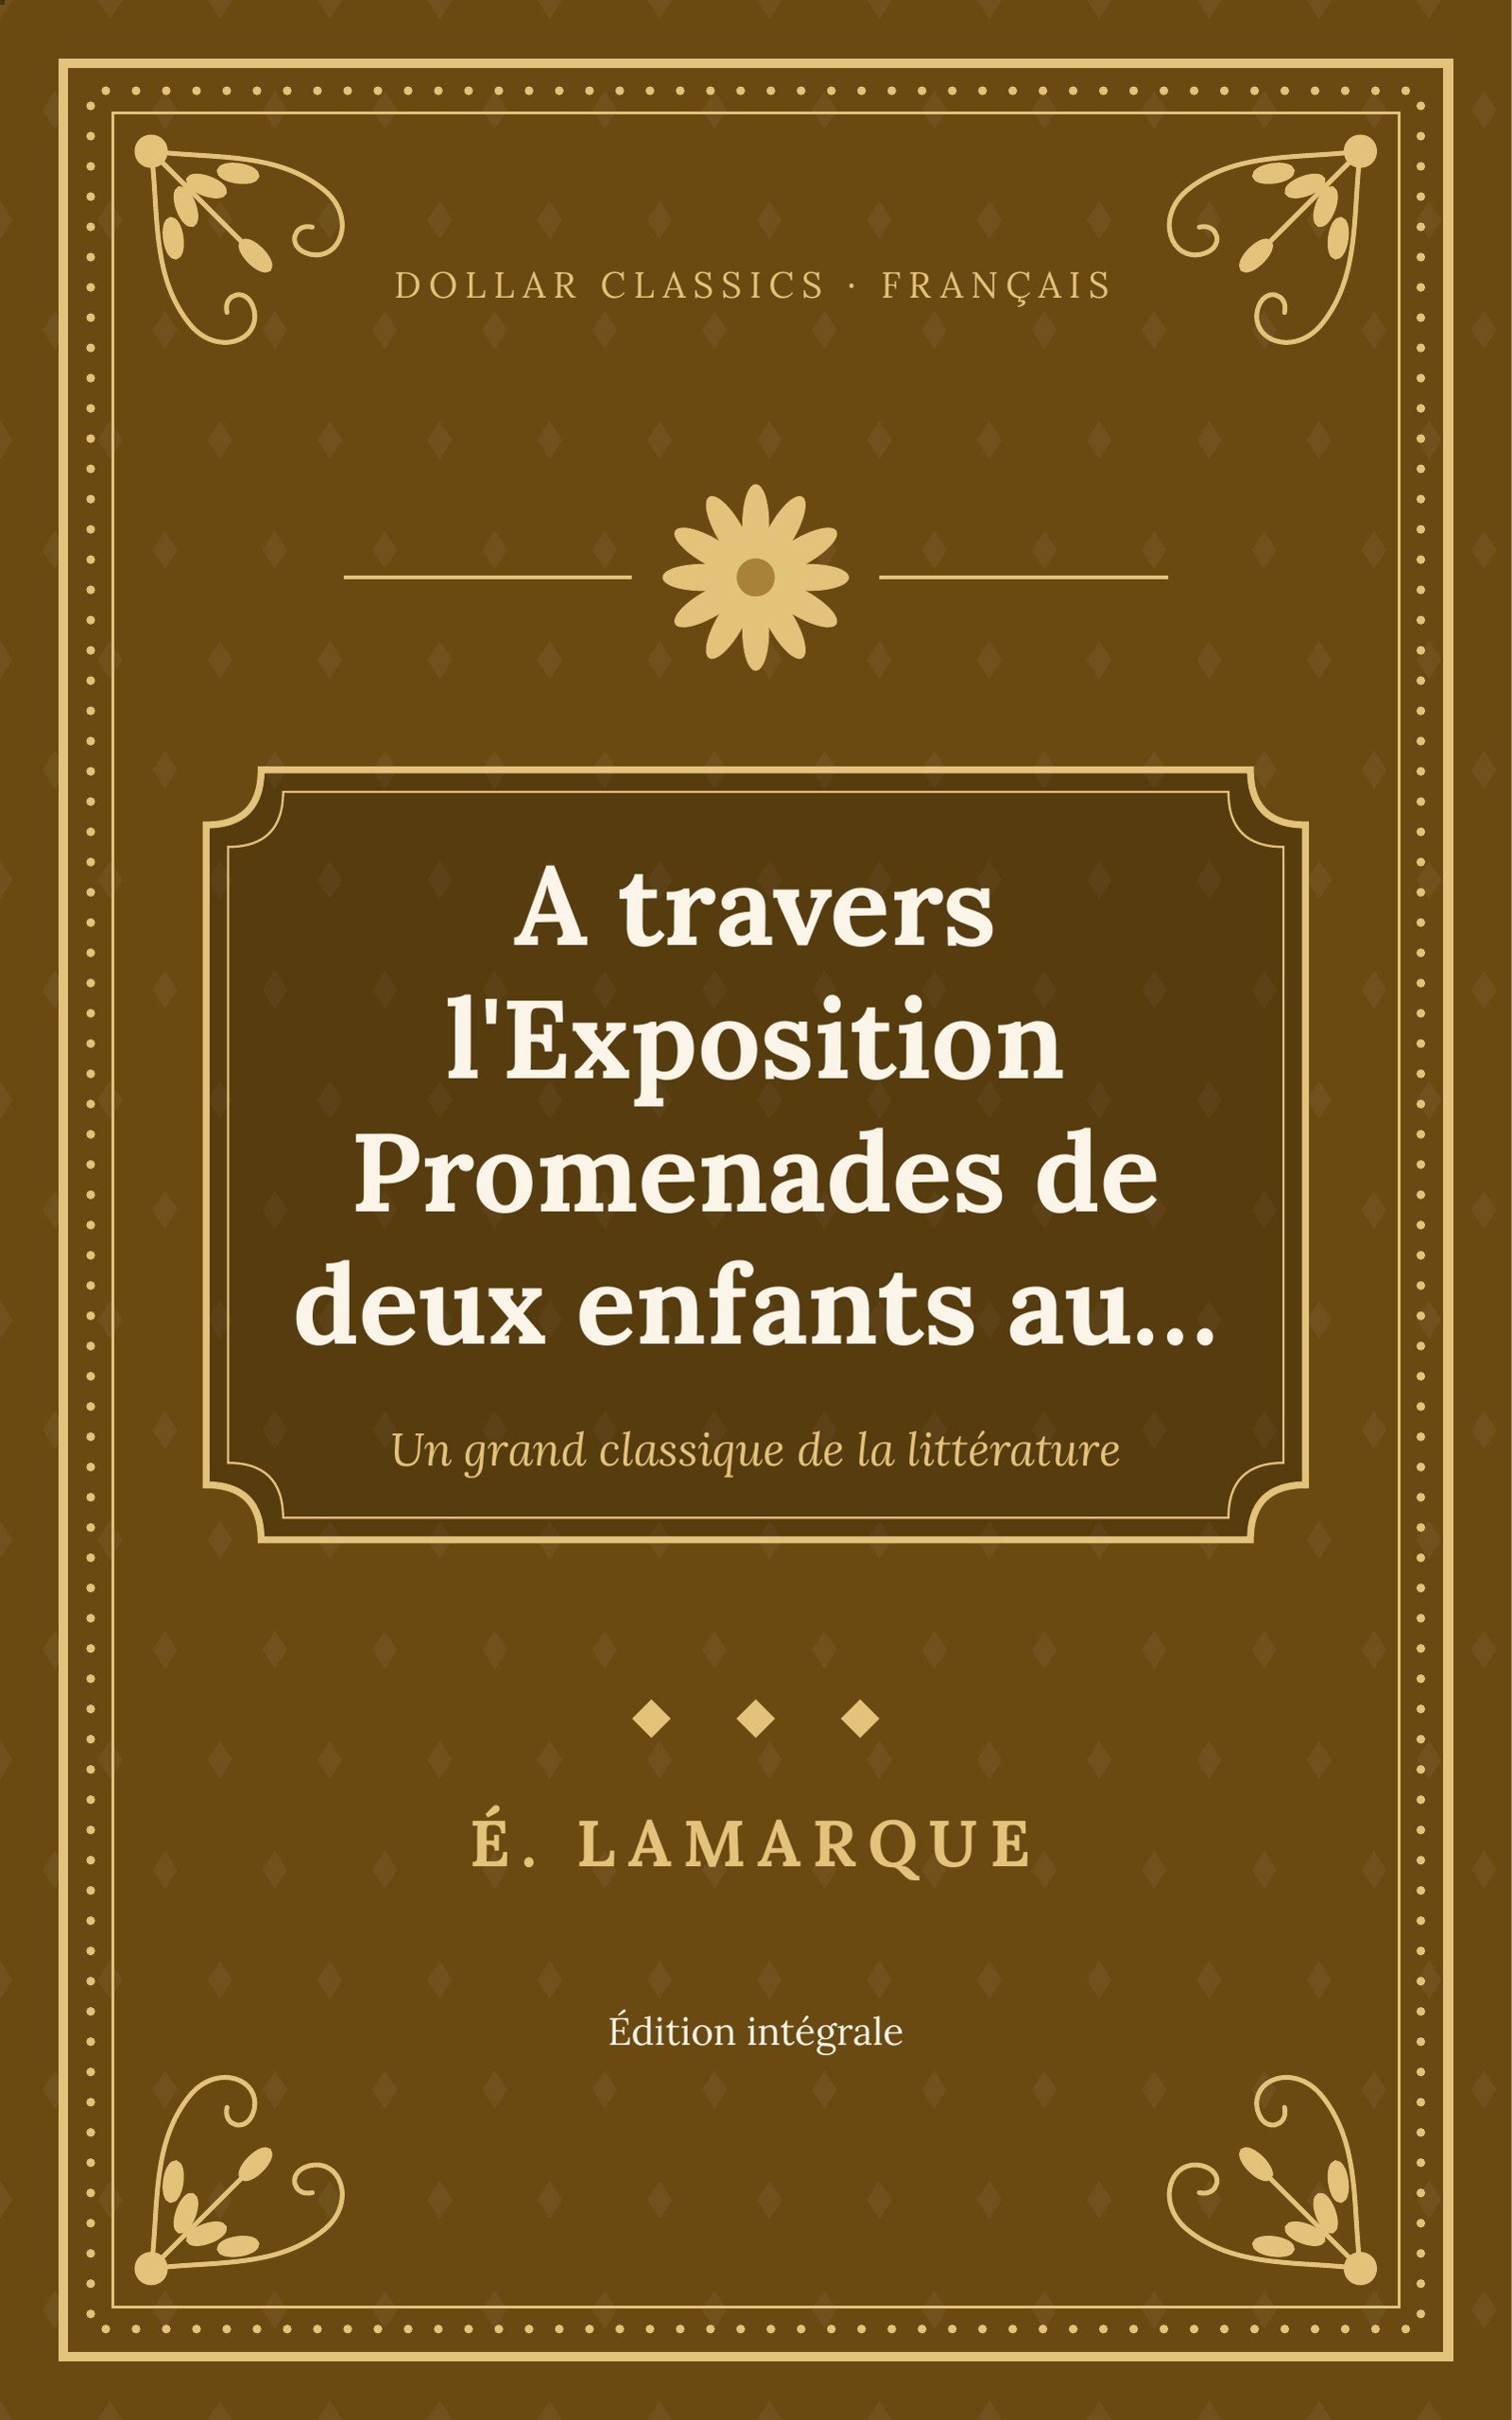 DOLLAR CLASSICS · FRANÇAIS
A travers
l'Exposition
Promenades de
deux enfants au...
Un grand classique de la littérature
É. LAMARQUE
Édition intégrale